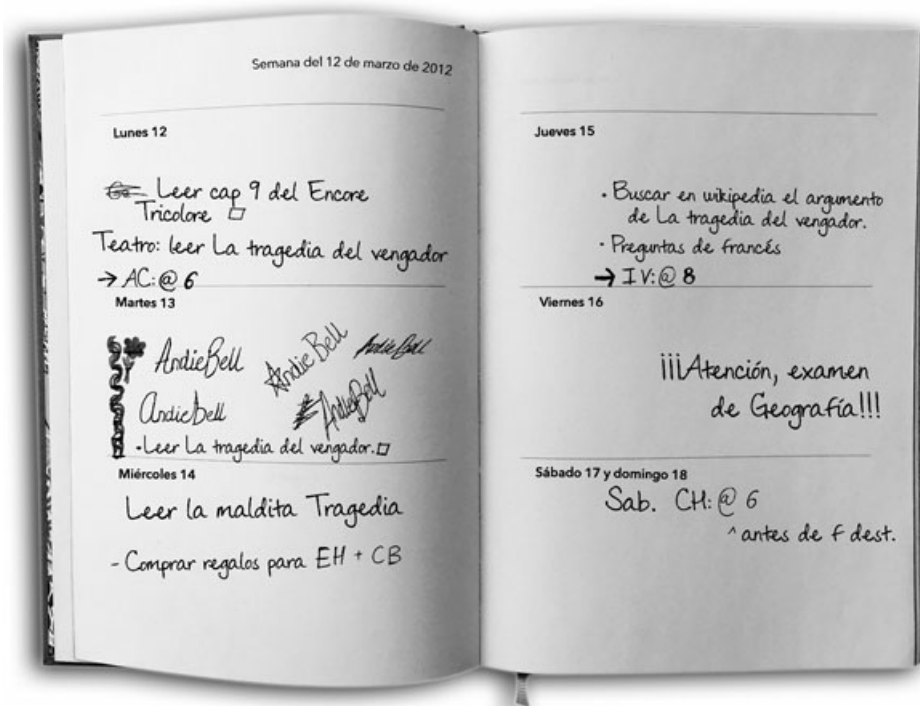 Semana del 12 de marzo de 2012
Lunes 12
Leer cap 9 del Encore
Tricolore
Teatro: leer La tragedia del vengador
→ AC:@ 6
Martes 13
AndieBell
Andie Bell
AndieBell
AndieBell
AndieBell
•Leer La tragedia del vengador.
Miércoles 14
Leer la maldita Tragedia
- Comprar regalos para EH + CB
Jueves 15
• Buscar en wikipedia el argumento
de La tragedia del vengador.
• Preguntas de francés
→ IV:@ 8
Viernes 16
¡¡¡Atención, examen
de Geografía!!!
Sábado 17 y domingo 18
Sab. CH:@ 6
^antes de f dest.